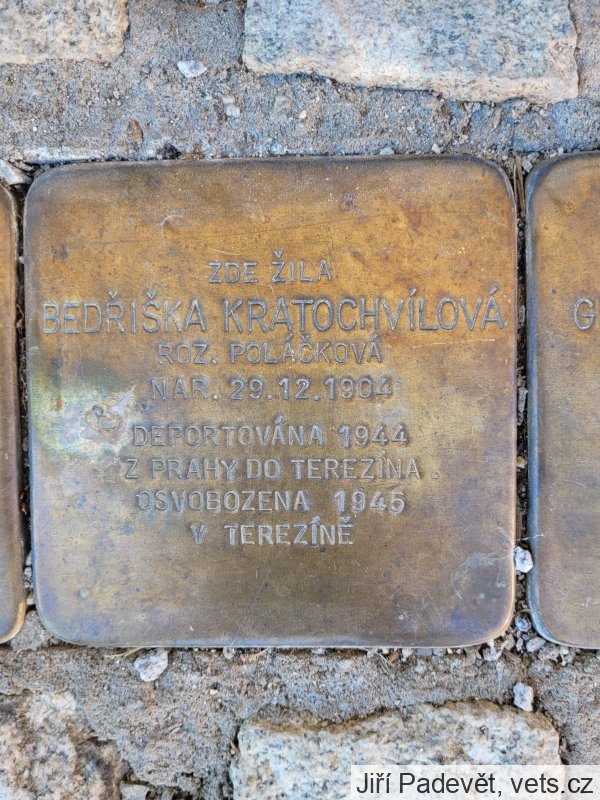 ZDE ŽILA
BEDŘIŠKA KRATOCHVÍLOVÁ
ROZ. POLÁČKOVÁ
NAR. 29.12.1904
DEPORTOVÁNA 1944
Z PRAHY DO TEREZÍNA
OSVOBOZENA 1945
V TEREZÍNĚ
G
Jiří Padevět, vets.cz